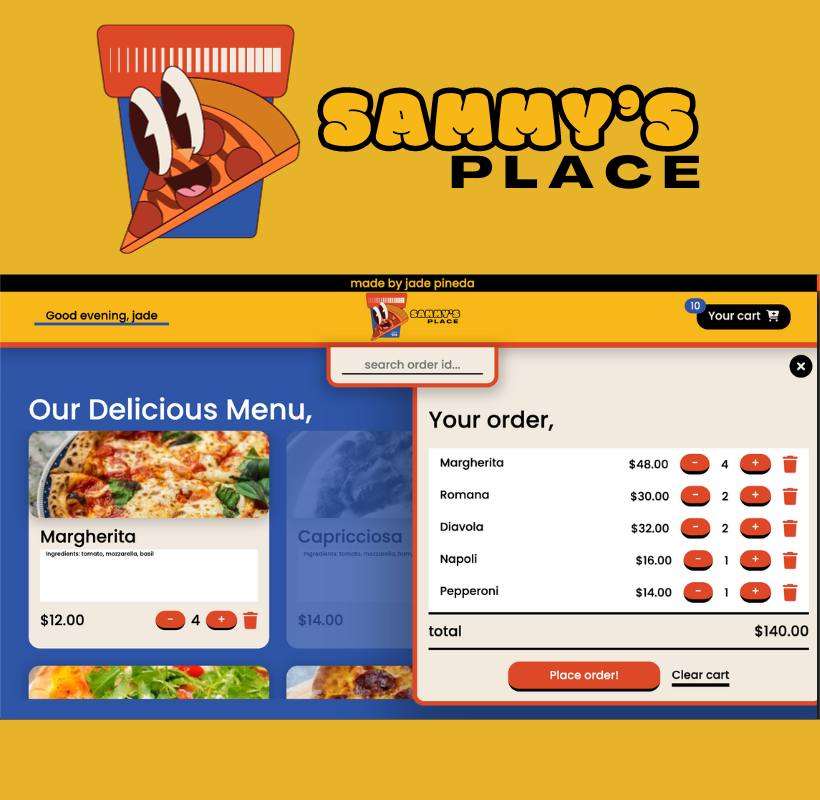 SAMMY'S
PLACE
made by jade pineda
Good evening, jade
SAMMY'S
PLACE
10
Your cart
search order id...
Our Delicious Menu,
Margherita
Ingredients: tomato, mozzarella, basil
$12.00 - 4 +
Capricciosa
Ingredients: tomato, mozzarella, ham,
$14.00
Your order,
Margherita $48.00 - 4 +
Romana $30.00 - 2 +
Diavola $32.00 - 2 +
Napoli $16.00 - 1 +
Pepperoni $14.00 - 1 +
total $140.00
Place order! Clear cart